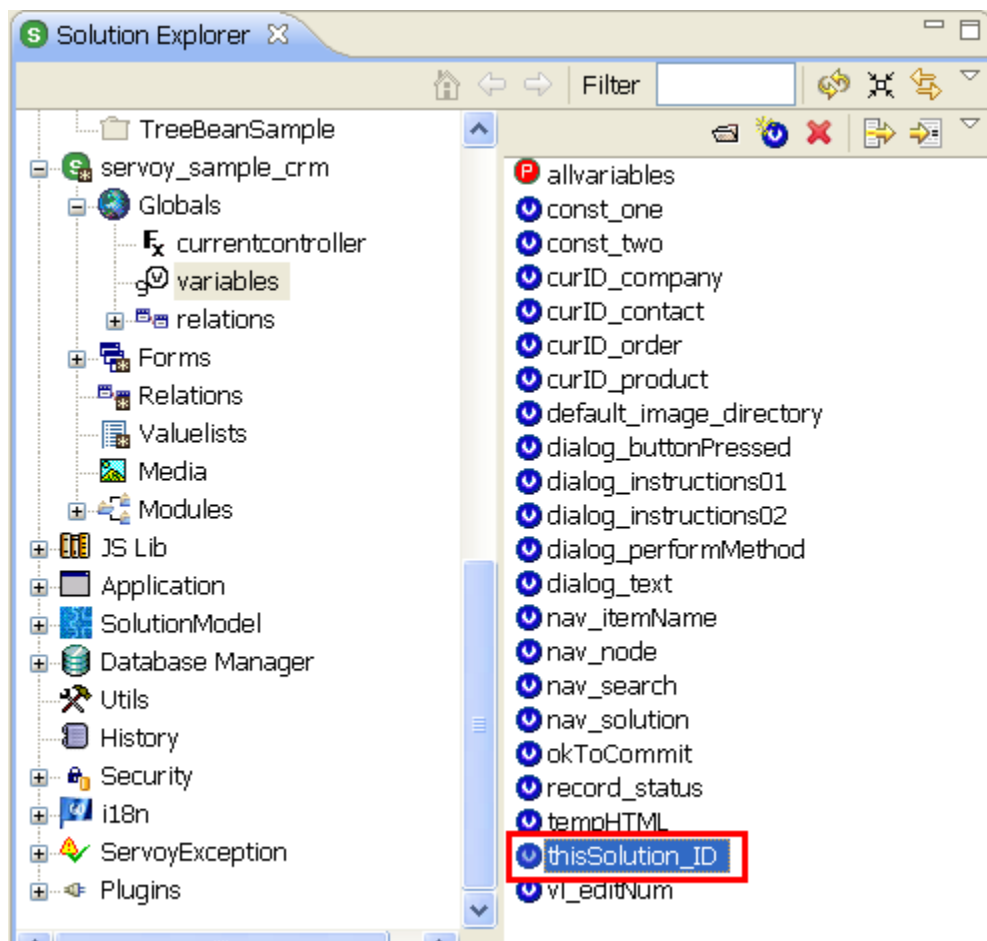 Solution Explorer
Filter
TreeBeanSample
servoy_sample_crm
Globals
currentcontroller
variables
relations
Forms
Relations
Valuelists
Media
Modules
JS Lib
Application
SolutionModel
Database Manager
Utils
History
Security
i18n
ServoyException
Plugins
allvariables
const_one
const_two
curID_company
curID_contact
curID_order
curID_product
default_image_directory
dialog_buttonPressed
dialog_instructions01
dialog_instructions02
dialog_performMethod
dialog_text
nav_itemName
nav_node
nav_search
nav_solution
okToCommit
record_status
tempHTML
thisSolution_ID
vl_editNum